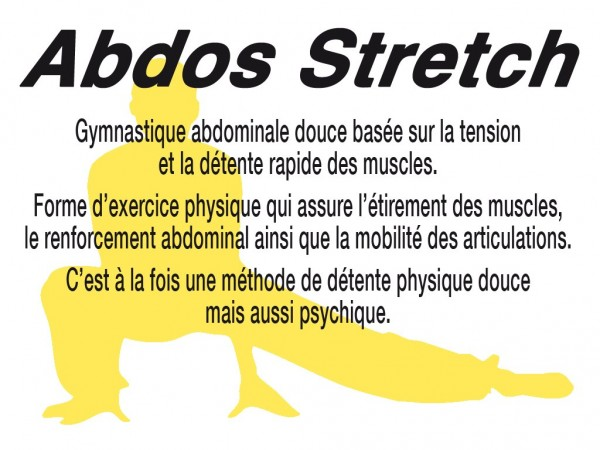 Abdos Stretch
Gymnastique abdominale douce basée sur la tension
et la détente rapide des muscles.
Forme d’exercice physique qui assure l’étirement des muscles,
le renforcement abdominal ainsi que la mobilité des articulations.
C’est à la fois une méthode de détente physique douce
mais aussi psychique.